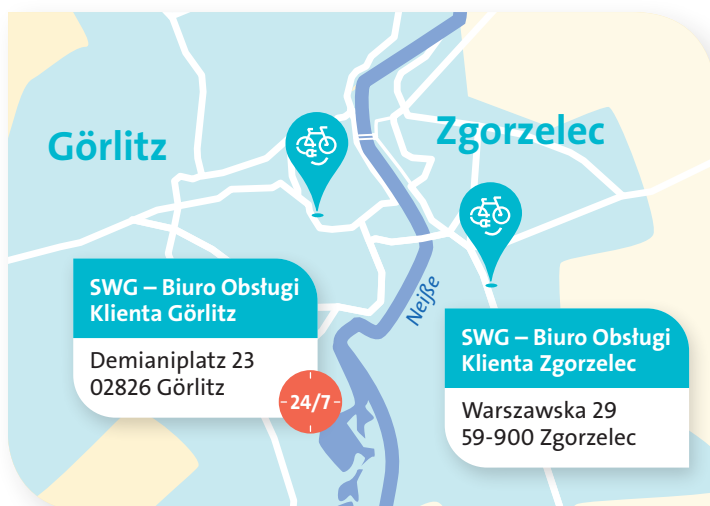 Görlitz
Zgorzelec
SWG – Biuro Obsługi
Klienta Görlitz
Demianiplatz 23
02826 Görlitz
24/7
Neiße
SWG – Biuro Obsługi
Klienta Zgorzelec
Warszawska 29
59-900 Zgorzelec